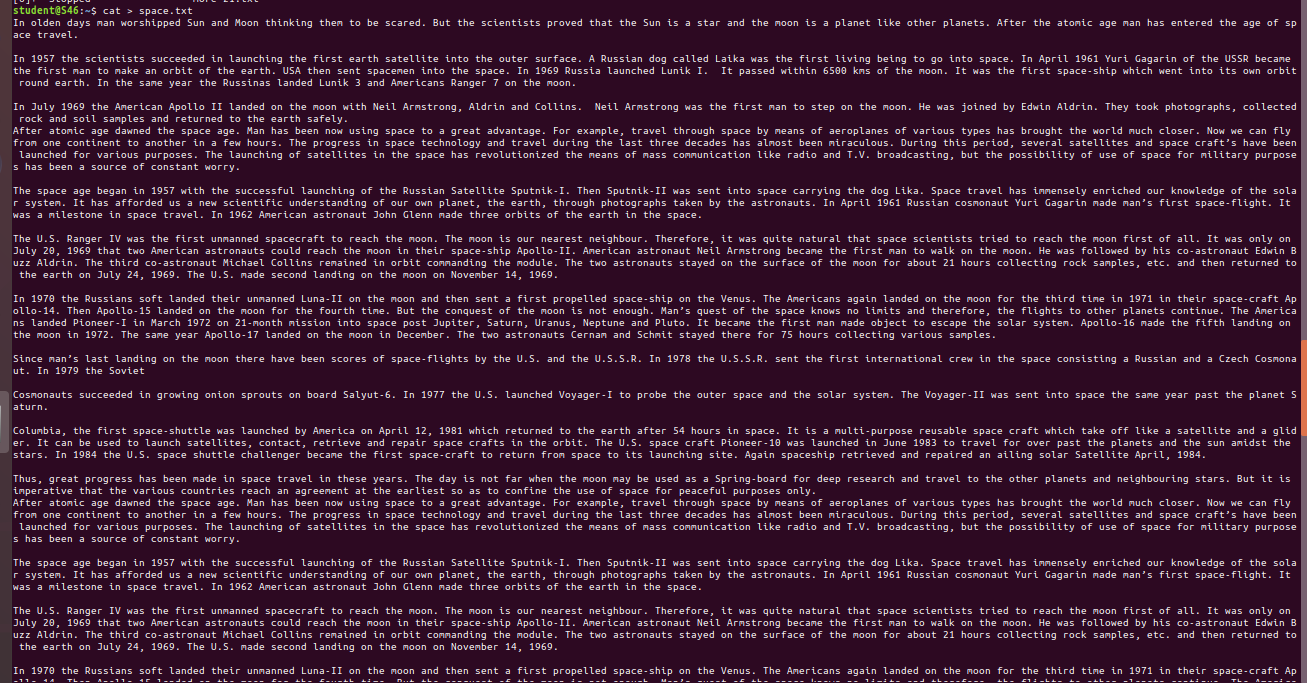 student@S46:~$ cat > space.txt
In olden days man worshipped Sun and Moon thinking them to be scared. But the scientists proved that the Sun is a star and the moon is a planet like other planets. After the atomic age man has entered the age of sp
ace travel.
In 1957 the scientists succeeded in launching the first earth satellite into the outer surface. A Russian dog called Laika was the first living being to go into space. In April 1961 Yuri Gagarin of the USSR became
the first man to make an orbit of the earth. USA then sent spacemen into the space. In 1969 Russia launched Lunik I.  It passed within 6500 kms of the moon. It was the first space-ship which went into its own orbit
round earth. In the same year the Russinas landed Lunik 3 and Americans Ranger 7 on the moon.
In July 1969 the American Apollo II landed on the moon with Neil Armstrong, Aldrin and Collins.  Neil Armstrong was the first man to step on the moon. He was joined by Edwin Aldrin. They took photographs, collected
rock and soil samples and returned to the earth safely.
After atomic age dawned the space age. Man has been now using space to a great advantage. For example, travel through space by means of aeroplanes of various types has brought the world much closer. Now we can fly
from one continent to another in a few hours. The progress in space technology and travel during the last three decades has almost been miraculous. During this period, several satellites and space craft’s have been
launched for various purposes. The launching of satellites in the space has revolutionized the means of mass communication like radio and T.V. broadcasting, but the possibility of use of space for military purpose
s has been a source of constant worry.
The space age began in 1957 with the successful launching of the Russian Satellite Sputnik-I. Then Sputnik-II was sent into space carrying the dog Lika. Space travel has immensely enriched our knowledge of the sola
r system. It has afforded us a new scientific understanding of our own planet, the earth, through photographs taken by the astronauts. In April 1961 Russian cosmonaut Yuri Gagarin made man’s first space-flight. It
was a milestone in space travel. In 1962 American astronaut John Glenn made three orbits of the earth in the space.
The U.S. Ranger IV was the first unmanned spacecraft to reach the moon. The moon is our nearest neighbour. Therefore, it was quite natural that space scientists tried to reach the moon first of all. It was only on
July 20, 1969 that two American astronauts could reach the moon in their space-ship Apollo-II. American astronaut Neil Armstrong became the first man to walk on the moon. He was followed by his co-astronaut Edwin B
uzz Aldrin. The third co-astronaut Michael Collins remained in orbit commanding the module. The two astronauts stayed on the surface of the moon for about 21 hours collecting rock samples, etc. and then returned to
the earth on July 24, 1969. The U.S. made second landing on the moon on November 14, 1969.
In 1970 the Russians soft landed their unmanned Luna-II on the moon and then sent a first propelled space-ship on the Venus. The Americans again landed on the moon for the third time in 1971 in their space-craft Ap
ollo-14. Then Apollo-15 landed on the moon for the fourth time. But the conquest of the moon is not enough. Man’s quest of the space knows no limits and therefore, the flights to other planets continue. The America
ns landed Pioneer-I in March 1972 on 21-month mission into space post Jupiter, Saturn, Uranus, Neptune and Pluto. It became the first man made object to escape the solar system. Apollo-16 made the fifth landing on
the moon in 1972. The same year Apollo-17 landed on the moon in December. The two astronauts Cernam and Schmit stayed there for 75 hours collecting various samples.
Since man’s last landing on the moon there have been scores of space-flights by the U.S. and the U.S.S.R. In 1978 the U.S.S.R. sent the first international crew in the space consisting a Russian and a Czech Cosmona
ut. In 1979 the Soviet
Cosmonauts succeeded in growing onion sprouts on board Salyut-6. In 1977 the U.S. launched Voyager-I to probe the outer space and the solar system. The Voyager-II was sent into space the same year past the planet S
aturn.
Columbia, the first space-shuttle was launched by America on April 12, 1981 which returned to the earth after 54 hours in space. It is a multi-purpose reusable space craft which take off like a satellite and a glid
er. It can be used to launch satellites, contact, retrieve and repair space crafts in the orbit. The U.S. space craft Pioneer-10 was launched in June 1983 to travel for over past the planets and the sun amidst the
stars. In 1984 the U.S. space shuttle challenger became the first space-craft to return from space to its launching site. Again spaceship retrieved and repaired an ailing solar Satellite April, 1984.
Thus, great progress has been made in space travel in these years. The day is not far when the moon may be used as a Spring-board for deep research and travel to the other planets and neighbouring stars. But it is
imperative that the various countries reach an agreement at the earliest so as to confine the use of space for peaceful purposes only.
After atomic age dawned the space age. Man has been now using space to a great advantage. For example, travel through space by means of aeroplanes of various types has brought the world much closer. Now we can fly
from one continent to another in a few hours. The progress in space technology and travel during the last three decades has almost been miraculous. During this period, several satellites and space craft’s have been
launched for various purposes. The launching of satellites in the space has revolutionized the means of mass communication like radio and T.V. broadcasting, but the possibility of use of space for military purpose
s has been a source of constant worry.
The space age began in 1957 with the successful launching of the Russian Satellite Sputnik-I. Then Sputnik-II was sent into space carrying the dog Lika. Space travel has immensely enriched our knowledge of the sola
r system. It has afforded us a new scientific understanding of our own planet, the earth, through photographs taken by the astronauts. In April 1961 Russian cosmonaut Yuri Gagarin made man’s first space-flight. It
was a milestone in space travel. In 1962 American astronaut John Glenn made three orbits of the earth in the space.
The U.S. Ranger IV was the first unmanned spacecraft to reach the moon. The moon is our nearest neighbour. Therefore, it was quite natural that space scientists tried to reach the moon first of all. It was only on
July 20, 1969 that two American astronauts could reach the moon in their space-ship Apollo-II. American astronaut Neil Armstrong became the first man to walk on the moon. He was followed by his co-astronaut Edwin B
uzz Aldrin. The third co-astronaut Michael Collins remained in orbit commanding the module. The two astronauts stayed on the surface of the moon for about 21 hours collecting rock samples, etc. and then returned to
the earth on July 24, 1969. The U.S. made second landing on the moon on November 14, 1969.
In 1970 the Russians soft landed their unmanned Luna-II on the moon and then sent a first propelled space-ship on the Venus. The Americans again landed on the moon for the third time in 1971 in their space-craft Ap